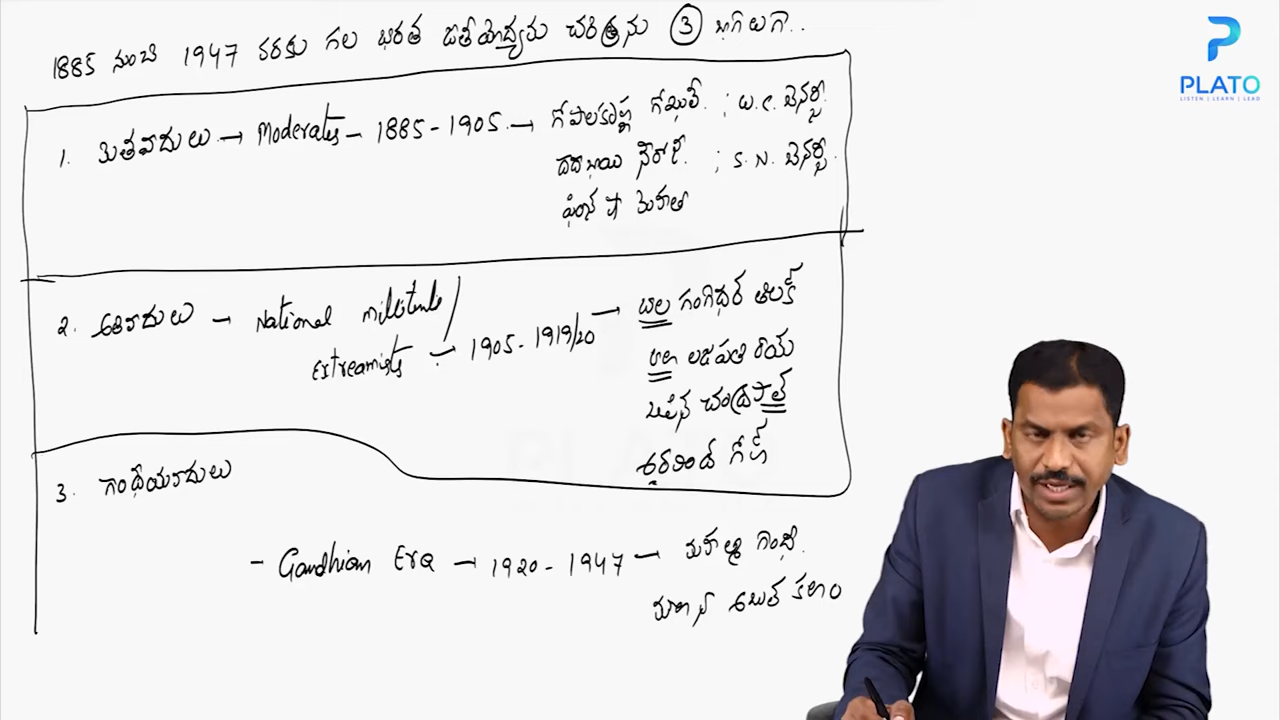 1885 నుంచి 1947 వరకు గల భారత జాతీయోద్యమ చరిత్రను 3 భాగాలుగా..
PLATO
LISTEN | LEARN | LEAD
1. మితవాదులు → Moderates - 1885 - 1905 → గోపాలకృష్ణ గోఖలే ; W.C. బెనర్జీ
దాదాభాయి నౌరోజీ ; S.N. బెనర్జీ
ఫిరోజ్ షా మెహతా
2. అతివాదులు → National militants /
Extreamists - 1905 - 1919/20 → బాల గంగాధర్ తిలక్
లాలా లజపతి రాయ్
బిపిన్ చంద్రపాల్
అరవింద ఘోష్
3. గాంధేయవాదులు
- Gandhian Era → 1920 - 1947 - మహాత్మా గాంధీ